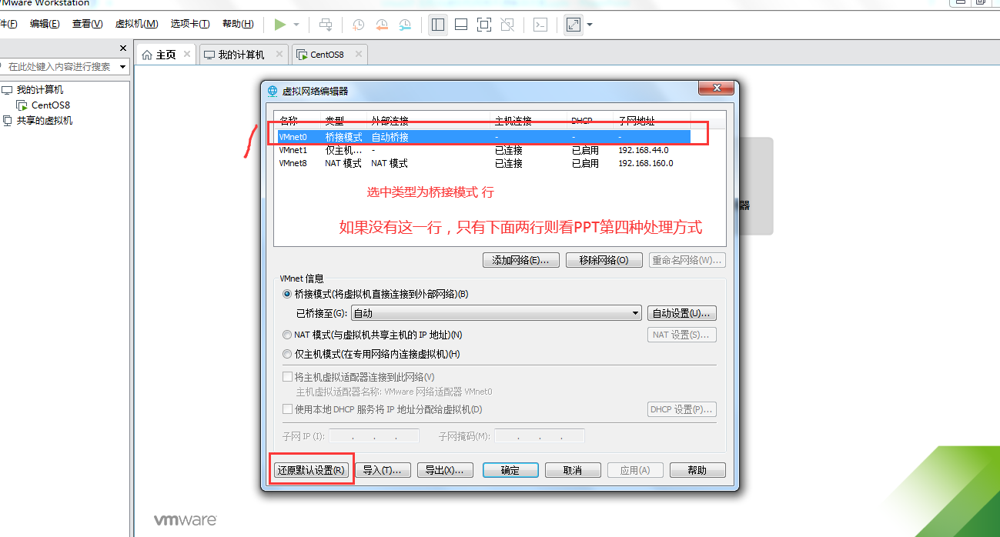 VMware Workstation
件(F) 编辑(E) 查看(V) 虚拟机(M) 选项卡(T) 帮助(H)
在此处键入内容进行搜索
主页 我的计算机 CentOS8
我的计算机
CentOS8
共享的虚拟机
虚拟网络编辑器
名称 类型 外部连接 主机连接 DHCP 子网地址
VMnet0 桥接模式 自动桥接 - - -
VMnet1 仅主机... - 已连接 已启用 192.168.44.0
VMnet8 NAT 模式 NAT 模式 已连接 已启用 192.168.160.0
选中类型为桥接模式 行
器
如果没有这一行，只有下面两行则看PPT第四种处理方式
添加网络(E)... 移除网络(O) 重命名网络(W)...
VMnet 信息
桥接模式(将虚拟机直接连接到外部网络)(B)
已桥接至(G): 自动 自动设置(U)...
NAT 模式(与虚拟机共享主机的 IP 地址)(N) NAT 设置(S)...
仅主机模式(在专用网络内连接虚拟机)(H)
将主机虚拟适配器连接到此网络(V)
主机虚拟适配器名称: VMware 网络适配器 VMnet0
使用本地 DHCP 服务将 IP 地址分配给虚拟机(D) DHCP 设置(P)...
子网 IP (I): . . . 子网掩码(M): . . .
还原默认设置(R) 导入(T)... 导出(X)... 确定 取消 应用(A) 帮助
vmware